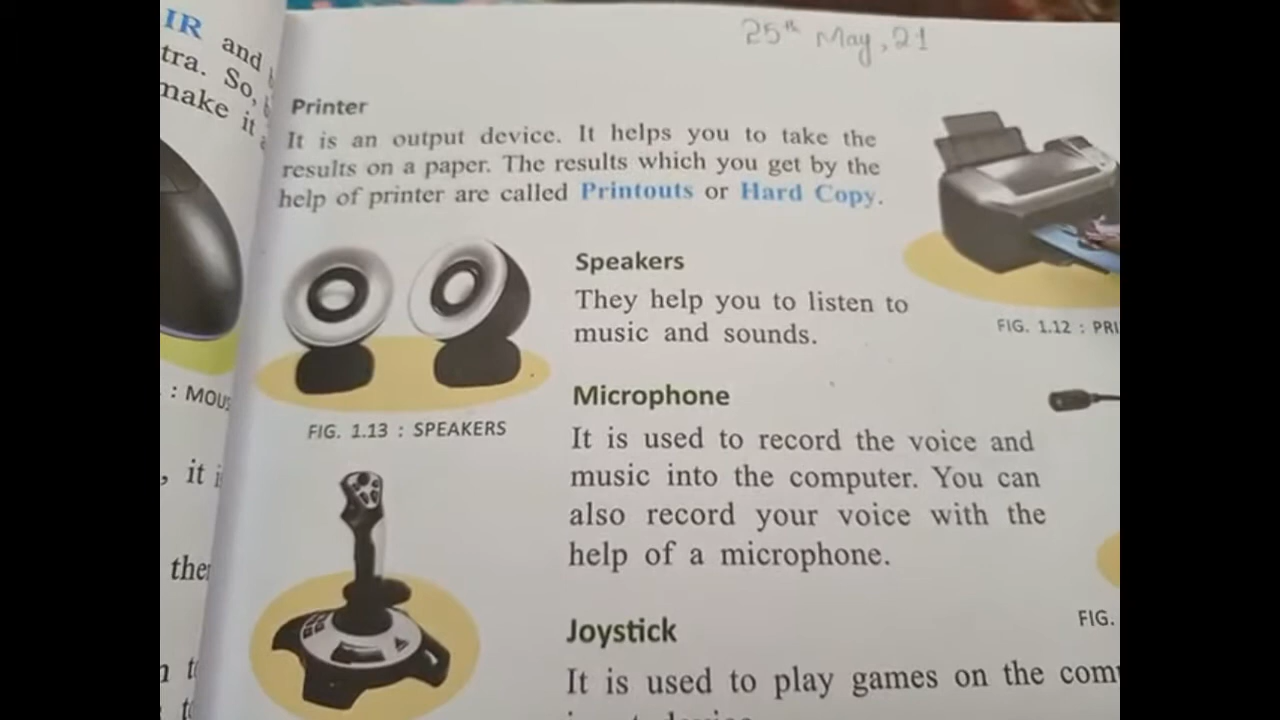 IR and
tra. So,
make it
: MOUS
, it
25th May, 21
Printer
It is an output device. It helps you to take the
results on a paper. The results which you get by the
help of printer are called Printouts or Hard Copy.
FIG. 1.12 : PRI
Speakers
They help you to listen to
music and sounds.
FIG. 1.13 : SPEAKERS
Microphone
It is used to record the voice and
music into the computer. You can
also record your voice with the
help of a microphone.
FIG.
Joystick
It is used to play games on the com